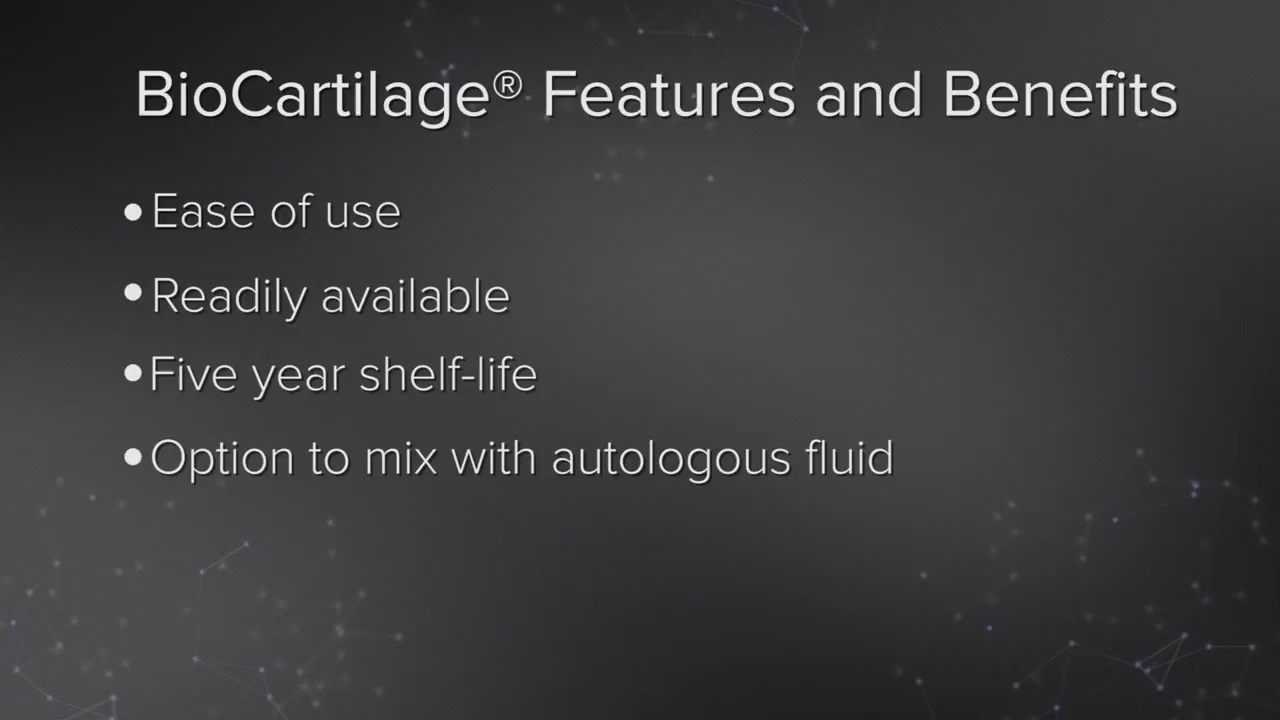 BioCartilage® Features and Benefits
• Ease of use
• Readily available
• Five year shelf-life
• Option to mix with autologous fluid